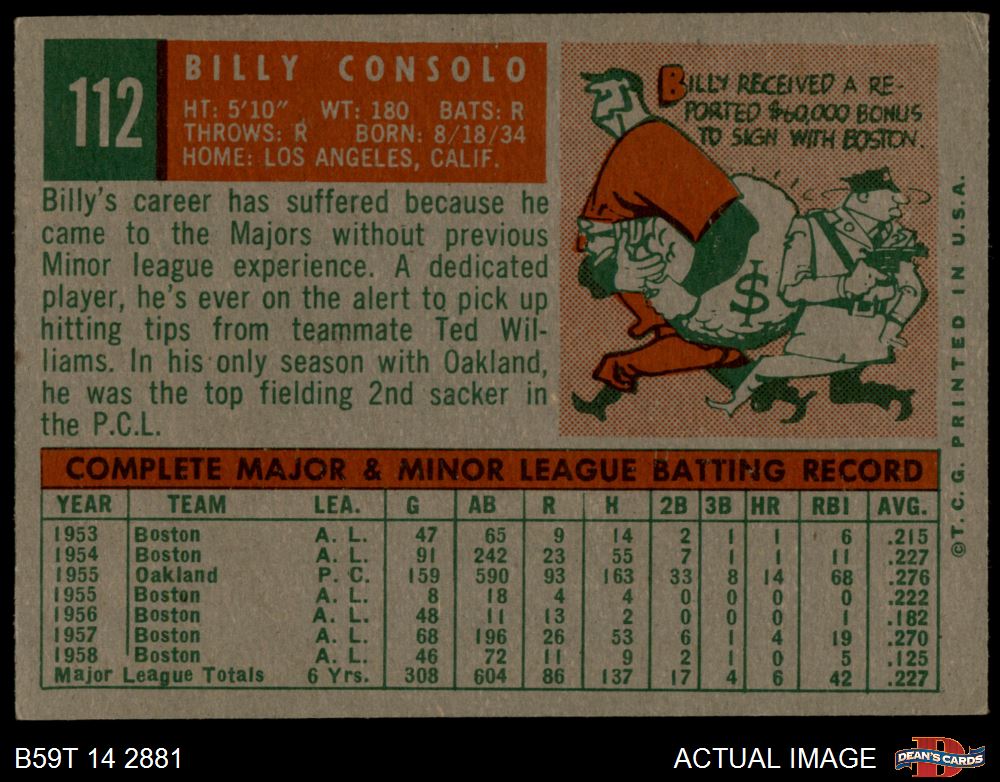 112
BILLY CONSOLO
HT: 5'10" WT: 180 BATS: R
THROWS: R BORN: 8/18/34
HOME: LOS ANGELES, CALIF.
BILLY RECEIVED A RE-
PORTED $60,000 BONUS
TO SIGN WITH BOSTON.
$
Billy's career has suffered because he
came to the Majors without previous
Minor league experience. A dedicated
player, he's ever on the alert to pick up
hitting tips from teammate Ted Wil-
liams. In his only season with Oakland,
he was the top fielding 2nd sacker in
the P.C.L.
COMPLETE MAJOR & MINOR LEAGUE BATTING RECORD
YEAR TEAM LEA. G AB R H 2B 3B HR RBI AVG.
1953 Boston A. L. 47 65 9 14 2 1 1 6 .215
1954 Boston A. L. 91 242 23 55 7 1 1 11 .227
1955 Oakland P. C. 159 590 93 163 33 8 14 68 .276
1955 Boston A. L. 8 18 4 4 0 0 0 0 .222
1956 Boston A. L. 48 11 13 2 0 0 0 1 .182
1957 Boston A. L. 68 196 26 53 6 1 4 19 .270
1958 Boston A. L. 46 72 11 9 2 1 0 5 .125
Major League Totals 6 Yrs. 308 604 86 137 17 4 6 42 .227
©T. C. G. PRINTED IN U.S.A.
B59T 14 2881
ACTUAL IMAGE
D
DEAN'S CARDS